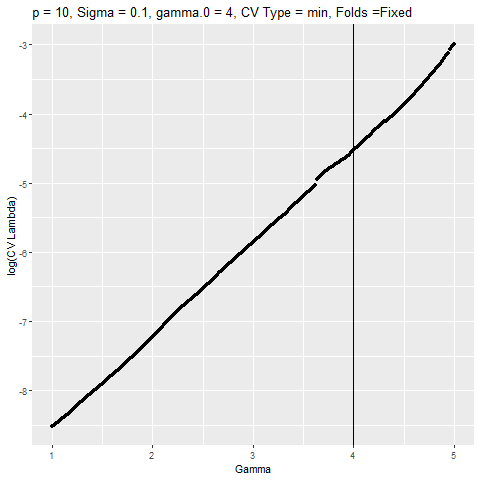 p = 10, Sigma = 0.1, gamma.0 = 4, CV Type = min, Folds =Fixed
-3
-4
-5
-6
-7
-8
log(CV Lambda)
1 2 3 4 5
Gamma